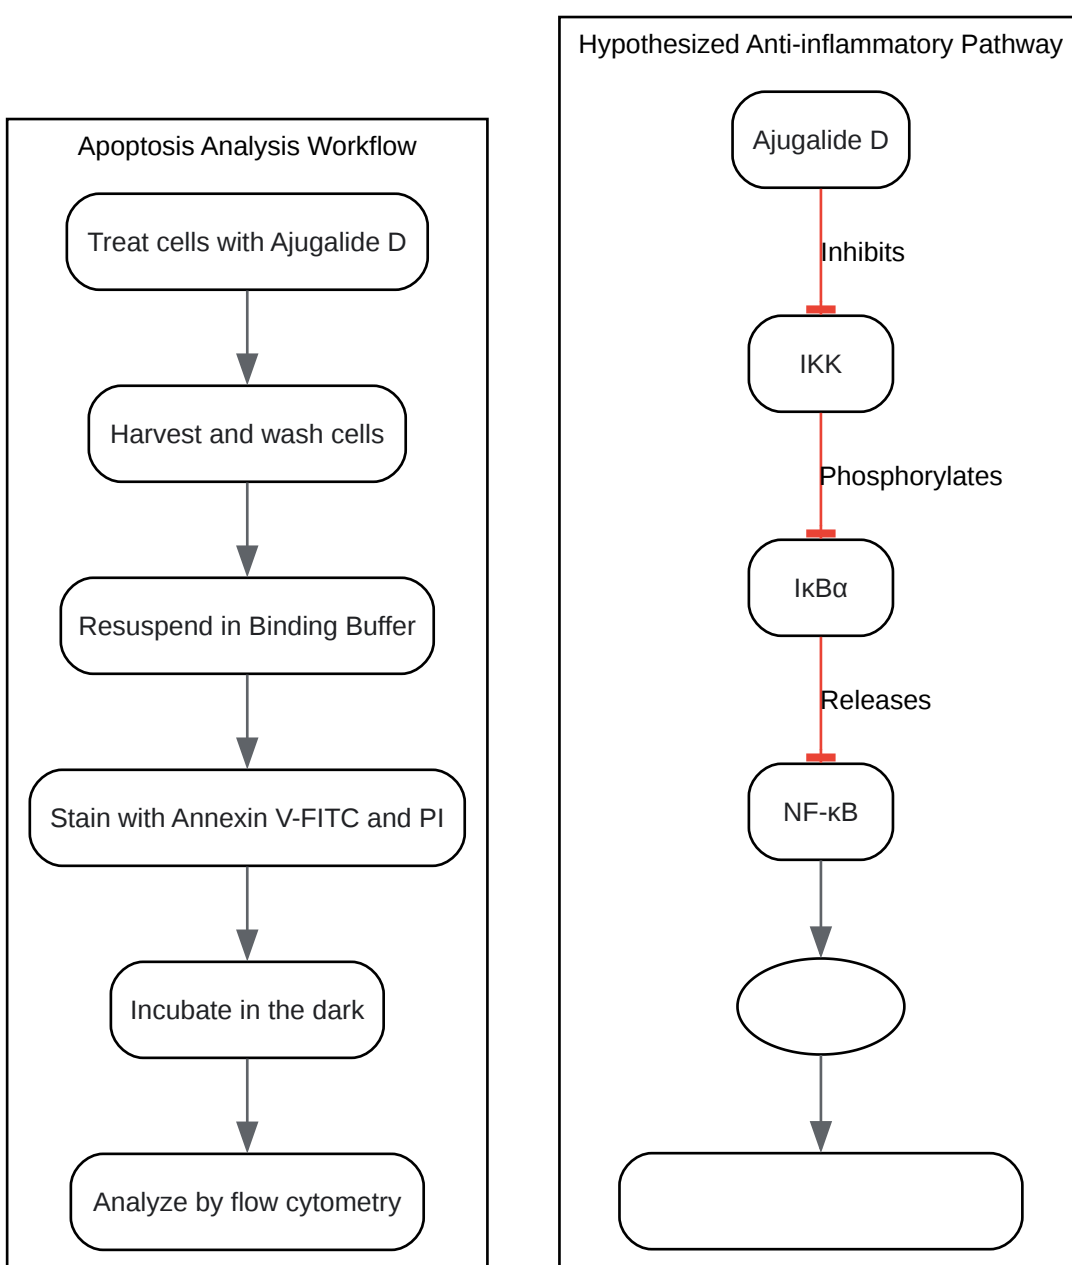 Apoptosis Analysis Workflow
Treat cells with Ajugalide D
Harvest and wash cells
Resuspend in Binding Buffer
Stain with Annexin V-FITC and PI
Incubate in the dark
Analyze by flow cytometry
Hypothesized Anti-inflammatory Pathway
Ajugalide D
Inhibits
IKK
Phosphorylates
IκBα
Releases
NF-κB